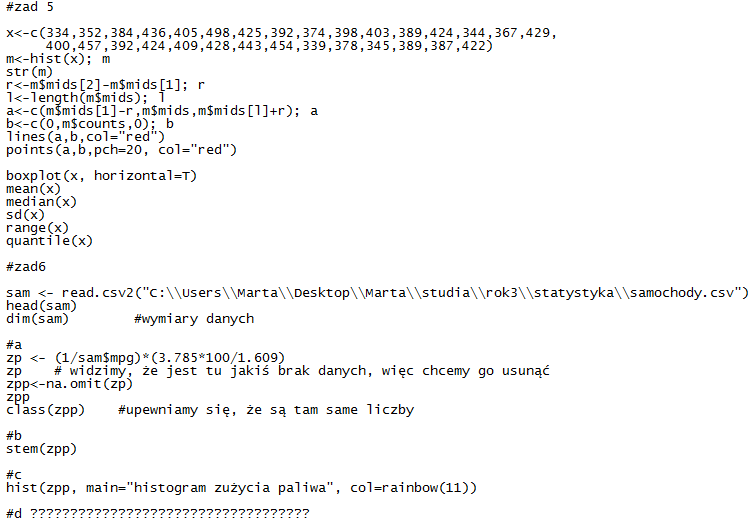 #zad 5
x<-c(334,352,384,436,405,498,425,392,374,398,403,389,424,344,367,429,
400,457,392,424,409,428,443,454,339,378,345,389,387,422)
m<-hist(x); m
str(m)
r<-m$mids[2]-m$mids[1]; r
l<-length(m$mids); l
a<-c(m$mids[1]-r,m$mids,m$mids[l]+r); a
b<-c(0,m$counts,0); b
lines(a,b,col="red")
points(a,b,pch=20, col="red")
boxplot(x, horizontal=T)
mean(x)
median(x)
sd(x)
range(x)
quantile(x)
#zad6
sam <- read.csv2("C:\\Users\\Marta\\Desktop\\Marta\\studia\\rok3\\statystyka\\samochody.csv")
head(sam)
dim(sam) #wymiary danych
#a
zp <- (1/sam$mpg)*(3.785*100/1.609)
zp # widzimy, że jest tu jakiś brak danych, więc chcemy go usunąć
zpp<-na.omit(zp)
zpp
class(zpp) #upewniamy się, że są tam same liczby
#b
stem(zpp)
#c
hist(zpp, main="histogram zużycia paliwa", col=rainbow(11))
#d ???????????????????????????????????